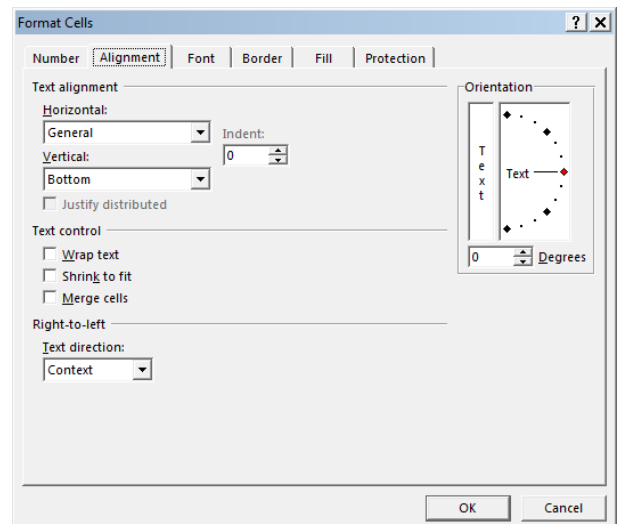 Format Cells
Number Alignment Font Border Fill Protection
Text alignment
Horizontal:
General
Indent:
0
Vertical:
Bottom
Justify distributed
Text control
Wrap text
Shrink to fit
Merge cells
Right-to-left
Text direction:
Context
Orientation
Text
Text
0 Degrees
OK Cancel